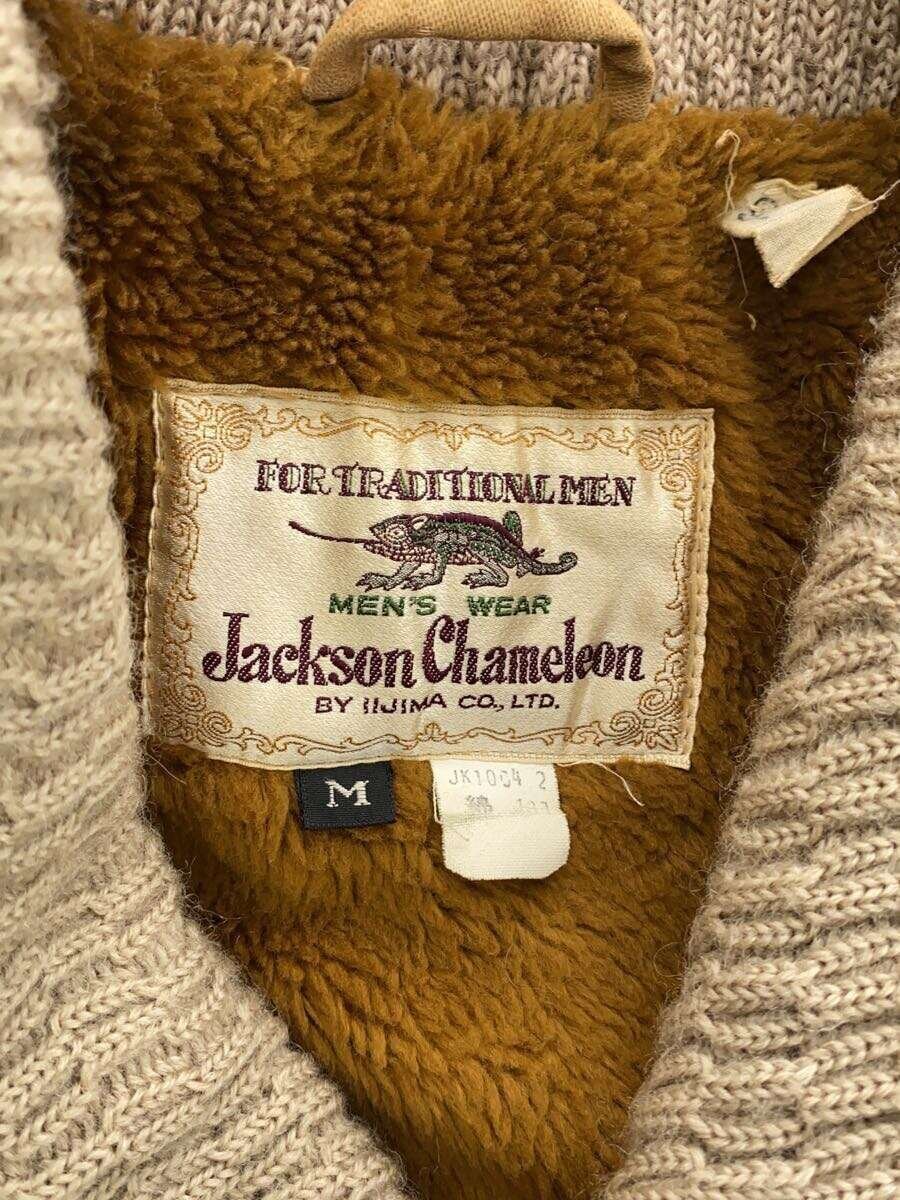 FOR TRADITIONAL MEN
MEN'S WEAR
Jackson Chameleon
BY IIJIMA CO., LTD.
M
JK1004 2